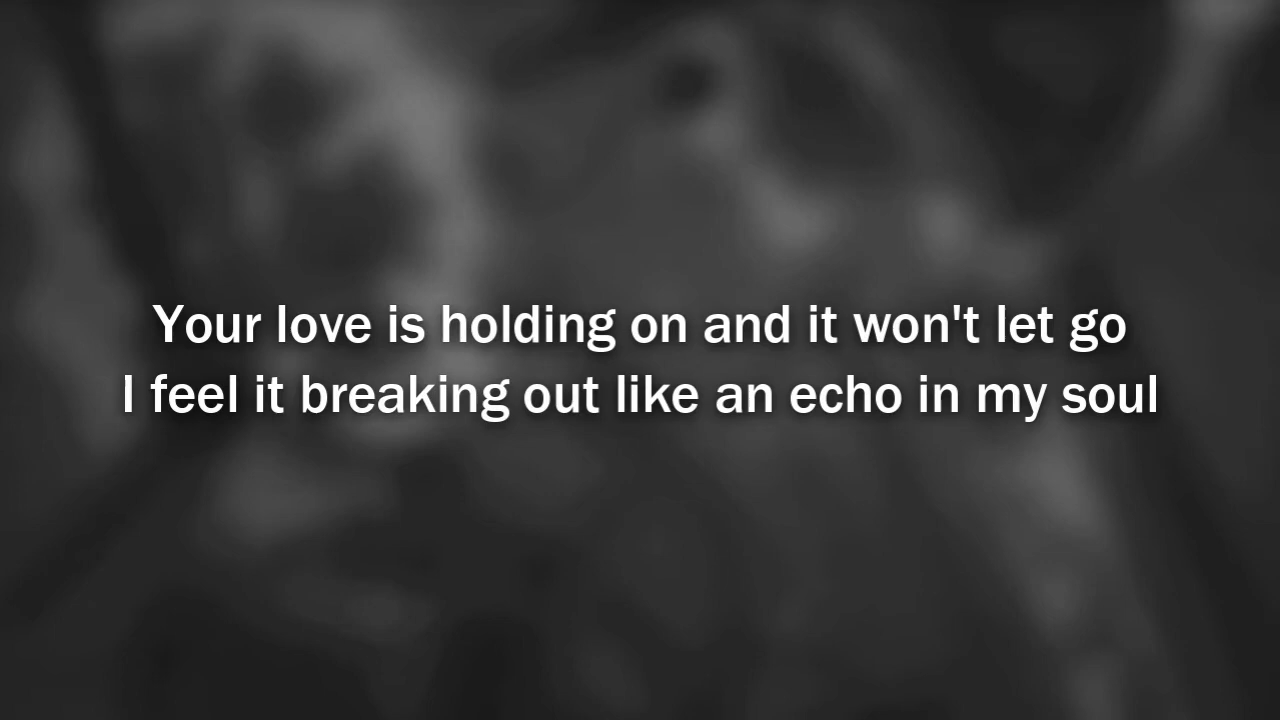 Your love is holding on and it won't let go
I feel it breaking out like an echo in my soul